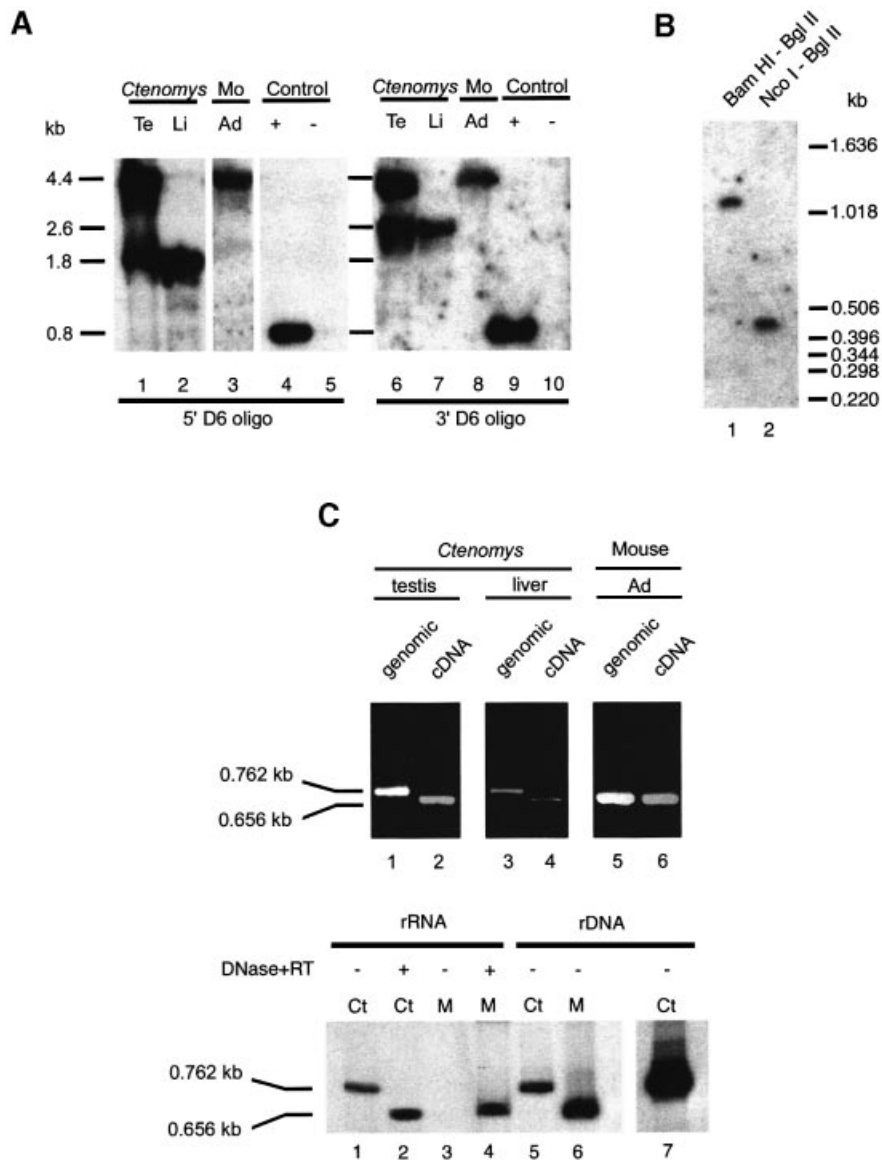 A
Ctenomys Mo Control Ctenomys Mo Control
kb Te Li Ad + - Te Li Ad + -
4.4
2.6
1.8
0.8
1 2 3 4 5 6 7 8 9 10
5' D6 oligo 3' D6 oligo
B
Bam HI - Bgl II
Nco I - Bgl II
kb
1.636
1.018
0.506
0.396
0.344
0.298
0.220
1 2
C
Ctenomys Mouse
testis liver Ad
genomic cDNA genomic cDNA genomic cDNA
0.762 kb
0.656 kb
1 2 3 4 5 6
rRNA rDNA
DNase+RT - + - + - - -
Ct Ct M M Ct M Ct
0.762 kb
0.656 kb
1 2 3 4 5 6 7